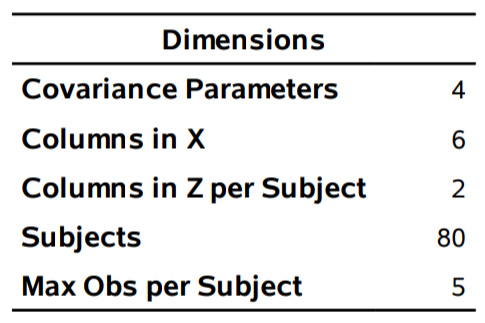 Dimensions
Covariance Parameters 4
Columns in X 6
Columns in Z per Subject 2
Subjects 80
Max Obs per Subject 5